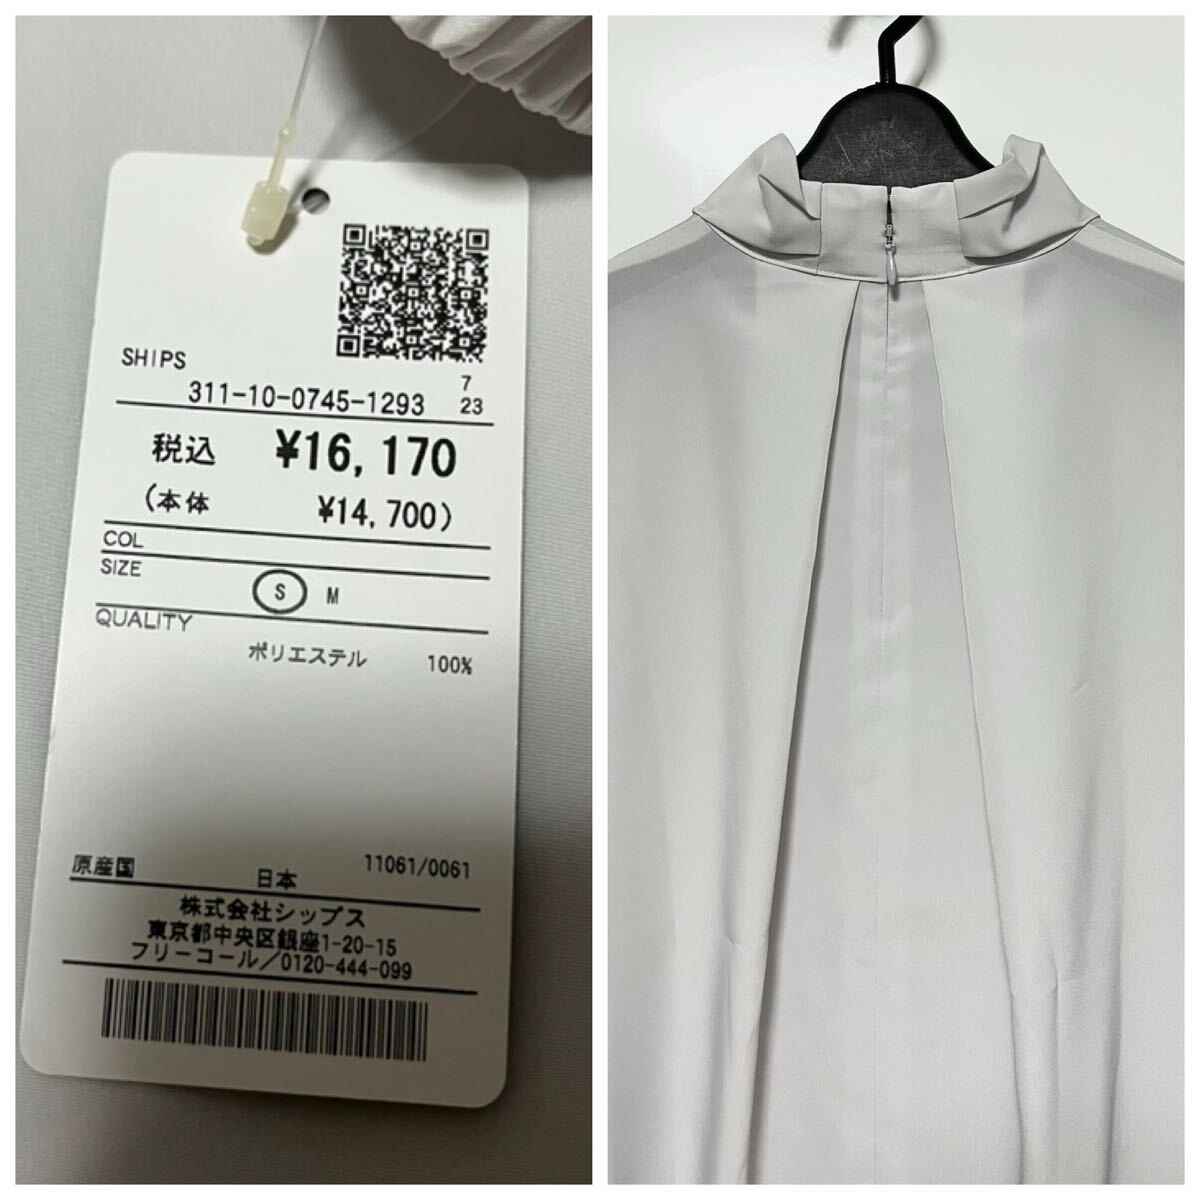 SHIPS
311-10-0745-1293
7
23
税込 ¥16,170
(本体 ¥14,700)
COL
SIZE
S M
QUALITY
ポリエステル 100%
原産国 日本 11061/0061
株式会社シップス
東京都中央区銀座1-20-15
フリーコール/0120-444-099